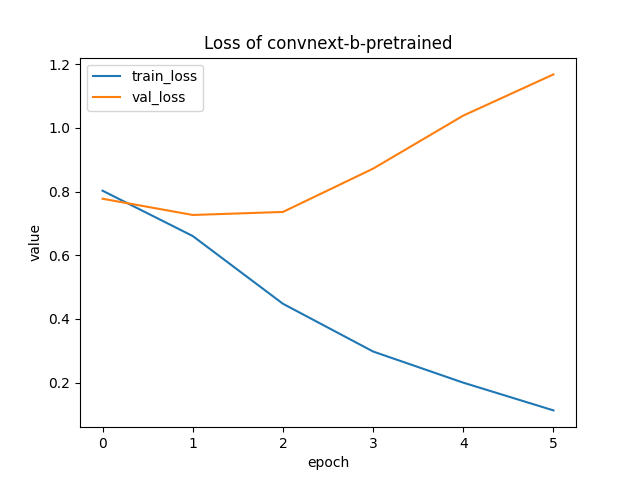 Loss of convnext-b-pretrained
train_loss
val_loss
value
1.2
1.0
0.8
0.6
0.4
0.2
0 1 2 3 4 5
epoch